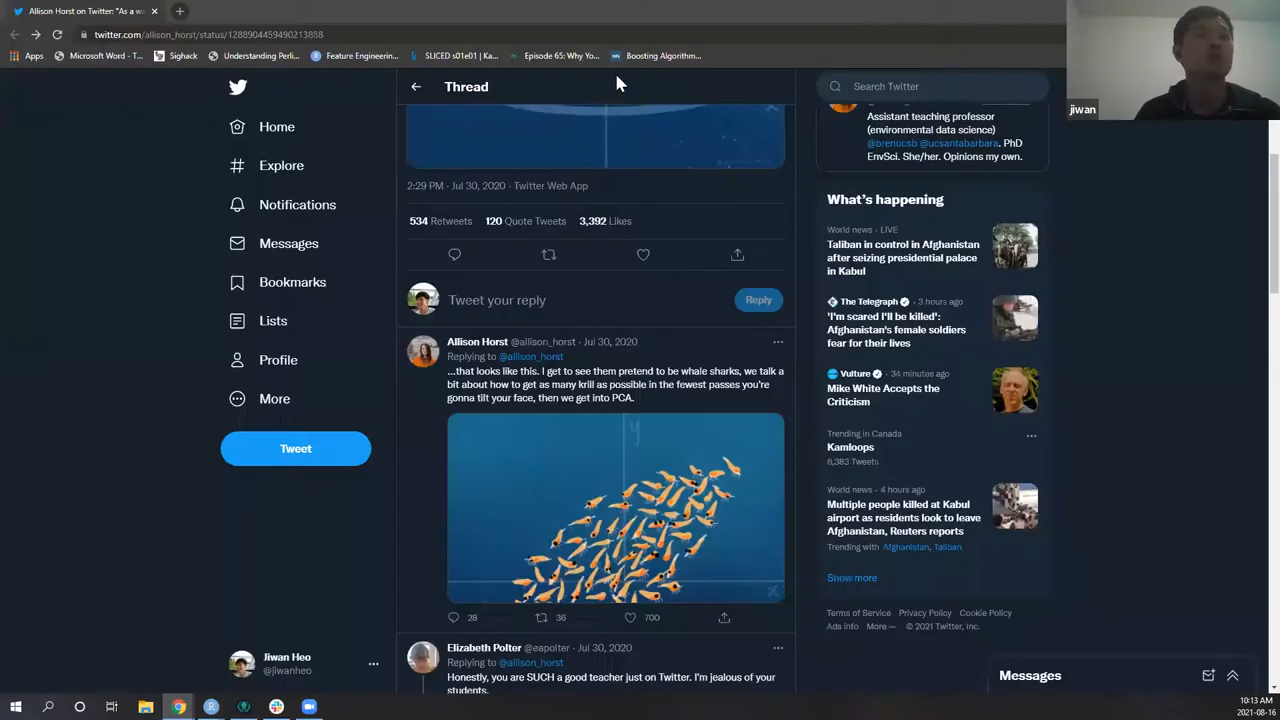 Allison Horst on Twitter: "As a wa
twitter.com/allison_horst/status/1288904459490213888
Apps
Microsoft Word - T...
Sighack
Understanding Perli...
Feature Engineerin...
SLICED s01e01 | Ka...
Episode 65: Why Yo...
Boosting Algorithm...
jiwan
Home
Explore
Notifications
Messages
Bookmarks
Lists
Profile
More
Tweet
Jiwan Heo
@jiwanheo
Thread
2:29 PM · Jul 30, 2020 · Twitter Web App
534 Retweets 120 Quote Tweets 3,392 Likes
Tweet your reply
Reply
Allison Horst @allison_horst · Jul 30, 2020
Replying to @allison_horst
...that looks like this. I get to see them pretend to be whale sharks, we talk a
bit about how to get as many krill as possible in the fewest passes you're
gonna tilt your face, then we get into PCA.
y
28 36 700
Elizabeth Polter @eapolter · Jul 30, 2020
Replying to @allison_horst
Honestly, you are SUCH a good teacher just on Twitter. I'm jealous of your
students.
Search Twitter
Assistant teaching professor
(environmental data science)
@brenucsb @ucsantabarbara. PhD
EnvSci. She/her. Opinions my own.
What's happening
World news · LIVE
Taliban in control in Afghanistan
after seizing presidential palace
in Kabul
The Telegraph · 3 hours ago
'I'm scared I'll be killed':
Afghanistan's female soldiers
fear for their lives
Vulture · 34 minutes ago
Mike White Accepts the
Criticism
Trending in Canada
Kamloops
6,383 Tweets
World news · 4 hours ago
Multiple people killed at Kabul
airport as residents look to leave
Afghanistan, Reuters reports
Trending with Afghanistan, Taliban
Show more
Terms of Service Privacy Policy Cookie Policy
Ads info More ··· © 2021 Twitter, Inc.
Messages
10:13 AM
2021-08-16